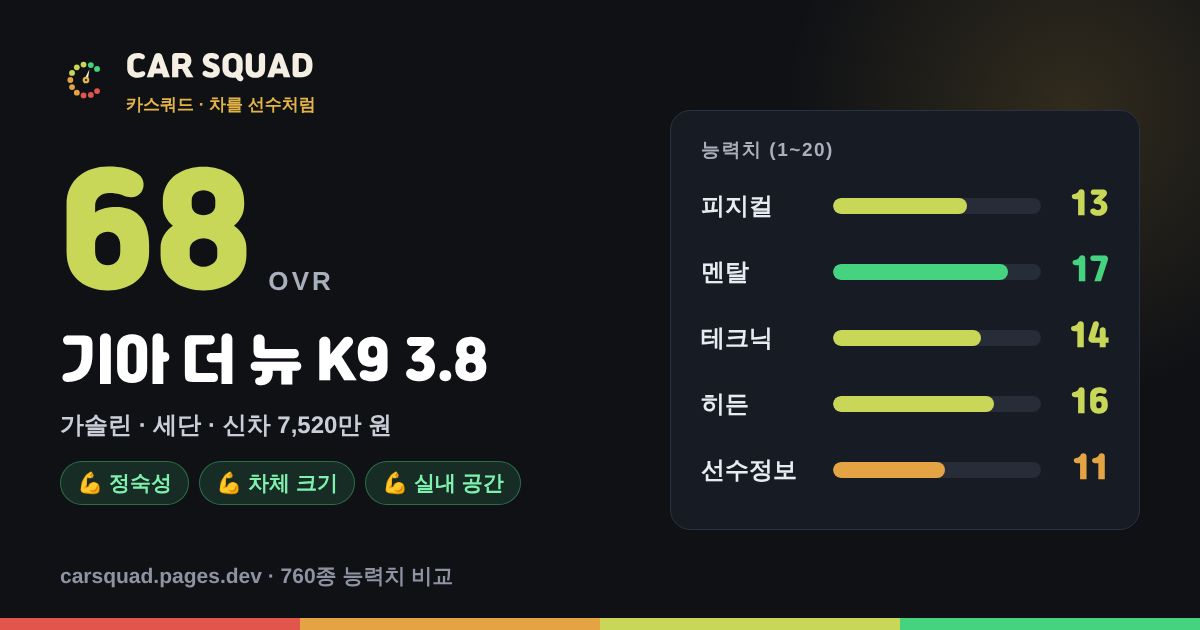 CAR SQUAD
카스쿼드 · 차를 선수처럼
68 OVR
기아 더 뉴 K9 3.8
가솔린 · 세단 · 신차 7,520만 원
💪 정숙성 💪 차체 크기 💪 실내 공간
carsquad.pages.dev · 760종 능력치 비교
능력치 (1~20)
피지컬 13
멘탈 17
테크닉 14
히든 16
선수정보 11